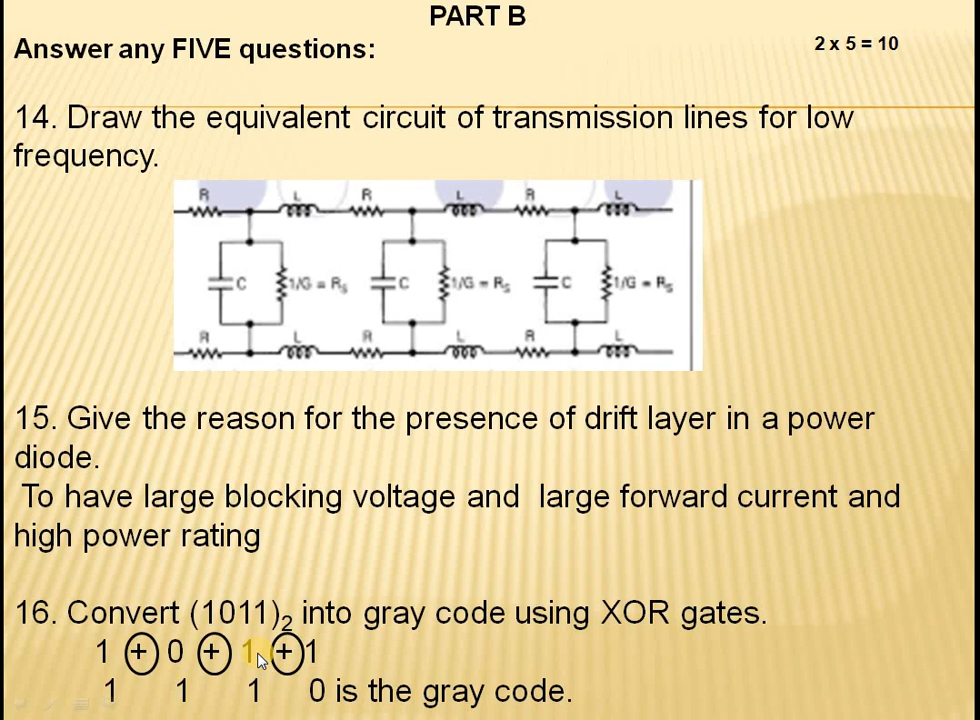 PART B
Answer any FIVE questions:
2 x 5 = 10
14. Draw the equivalent circuit of transmission lines for low
frequency.
R L R L R L
C 1/G = Rs C 1/G = Rs C 1/G = Rs
R L R L R L
15. Give the reason for the presence of drift layer in a power
diode.
To have large blocking voltage and large forward current and
high power rating
16. Convert (1011)₂ into gray code using XOR gates.
1 ⊕ 0 ⊕ 1 ⊕ 1
1 1 1 0 is the gray code.